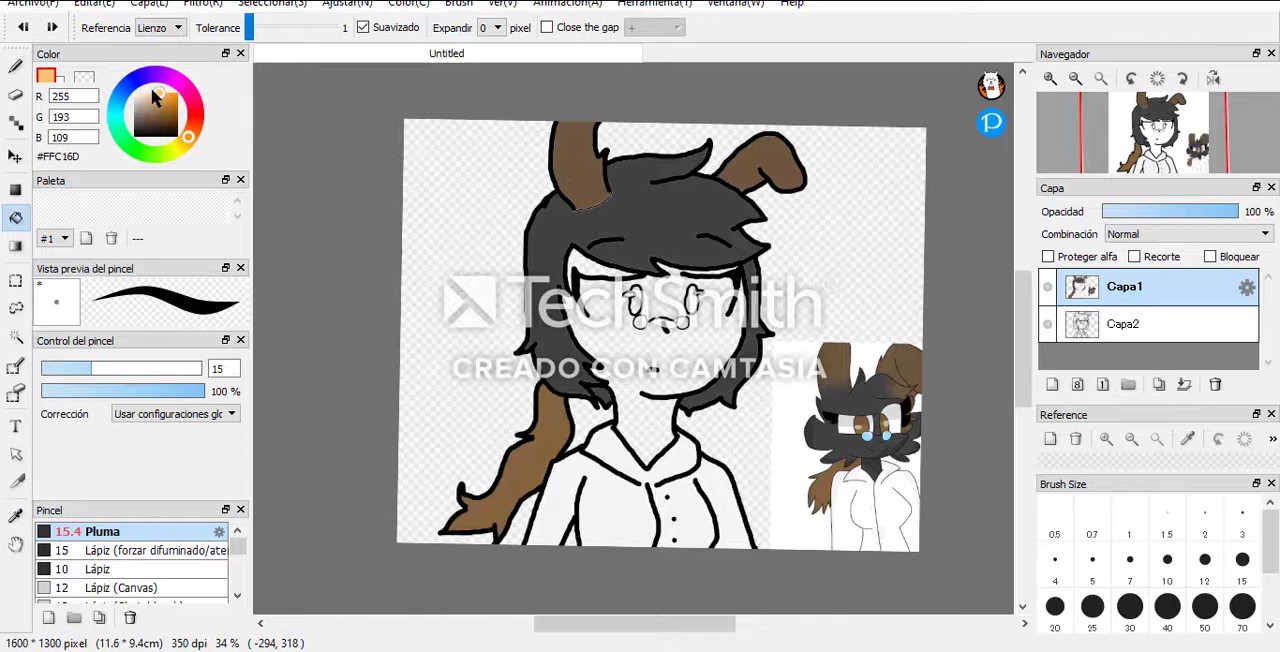 Archivo(F) Editar(E) Capa(L) Filtro(R) Seleccionar(S) Ajustar(N) Color(C) Brush Ver(V) Animación(A) Herramienta(T) Ventana(W) Help
Referencia Lienzo Tolerance 1 Suavizado Expandir 0 pixel Close the gap +
Color
Untitled
Navegador
R 255
G 193
B 109
#FFC16D
P
Paleta
#1 ---
Capa
Opacidad 100 %
Combinación Normal
Proteger alfa Recorte Bloquear
Capa1
Capa2
Vista previa del pincel
*
TechSmith
CREADO CON CAMTASIA
Control del pincel
15
100 %
Corrección Usar configuraciones glo
Reference
Brush Size
0.5 0.7 1 1.5 2 3
4 5 7 10 12 15
20 25 30 40 50 70
Pincel
15.4 Pluma
15 Lápiz (forzar difuminado/ate
10 Lápiz
12 Lápiz (Canvas)
1600 * 1300 pixel (11.6 * 9.4cm) 350 dpi 34 % ( -294, 318 )
T